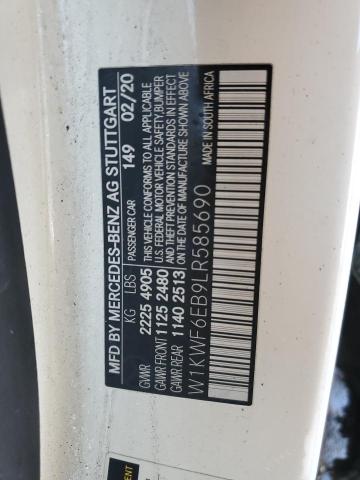 MFD BY MERCEDES-BENZ AG STUTTGART
PASSENGER CAR 149 02/20
KG LBS
GVWR 2225 4905
GAWR FRONT 1125 2480
GAWR REAR 1140 2513
THIS VEHICLE CONFORMS TO ALL APPLICABLE
U.S. FEDERAL MOTOR VEHICLE SAFETY, BUMPER
AND THEFT PREVENTION STANDARDS IN EFFECT
ON THE DATE OF MANUFACTURE SHOWN ABOVE
W1KWF6EB9LR585690
MADE IN SOUTH AFRICA